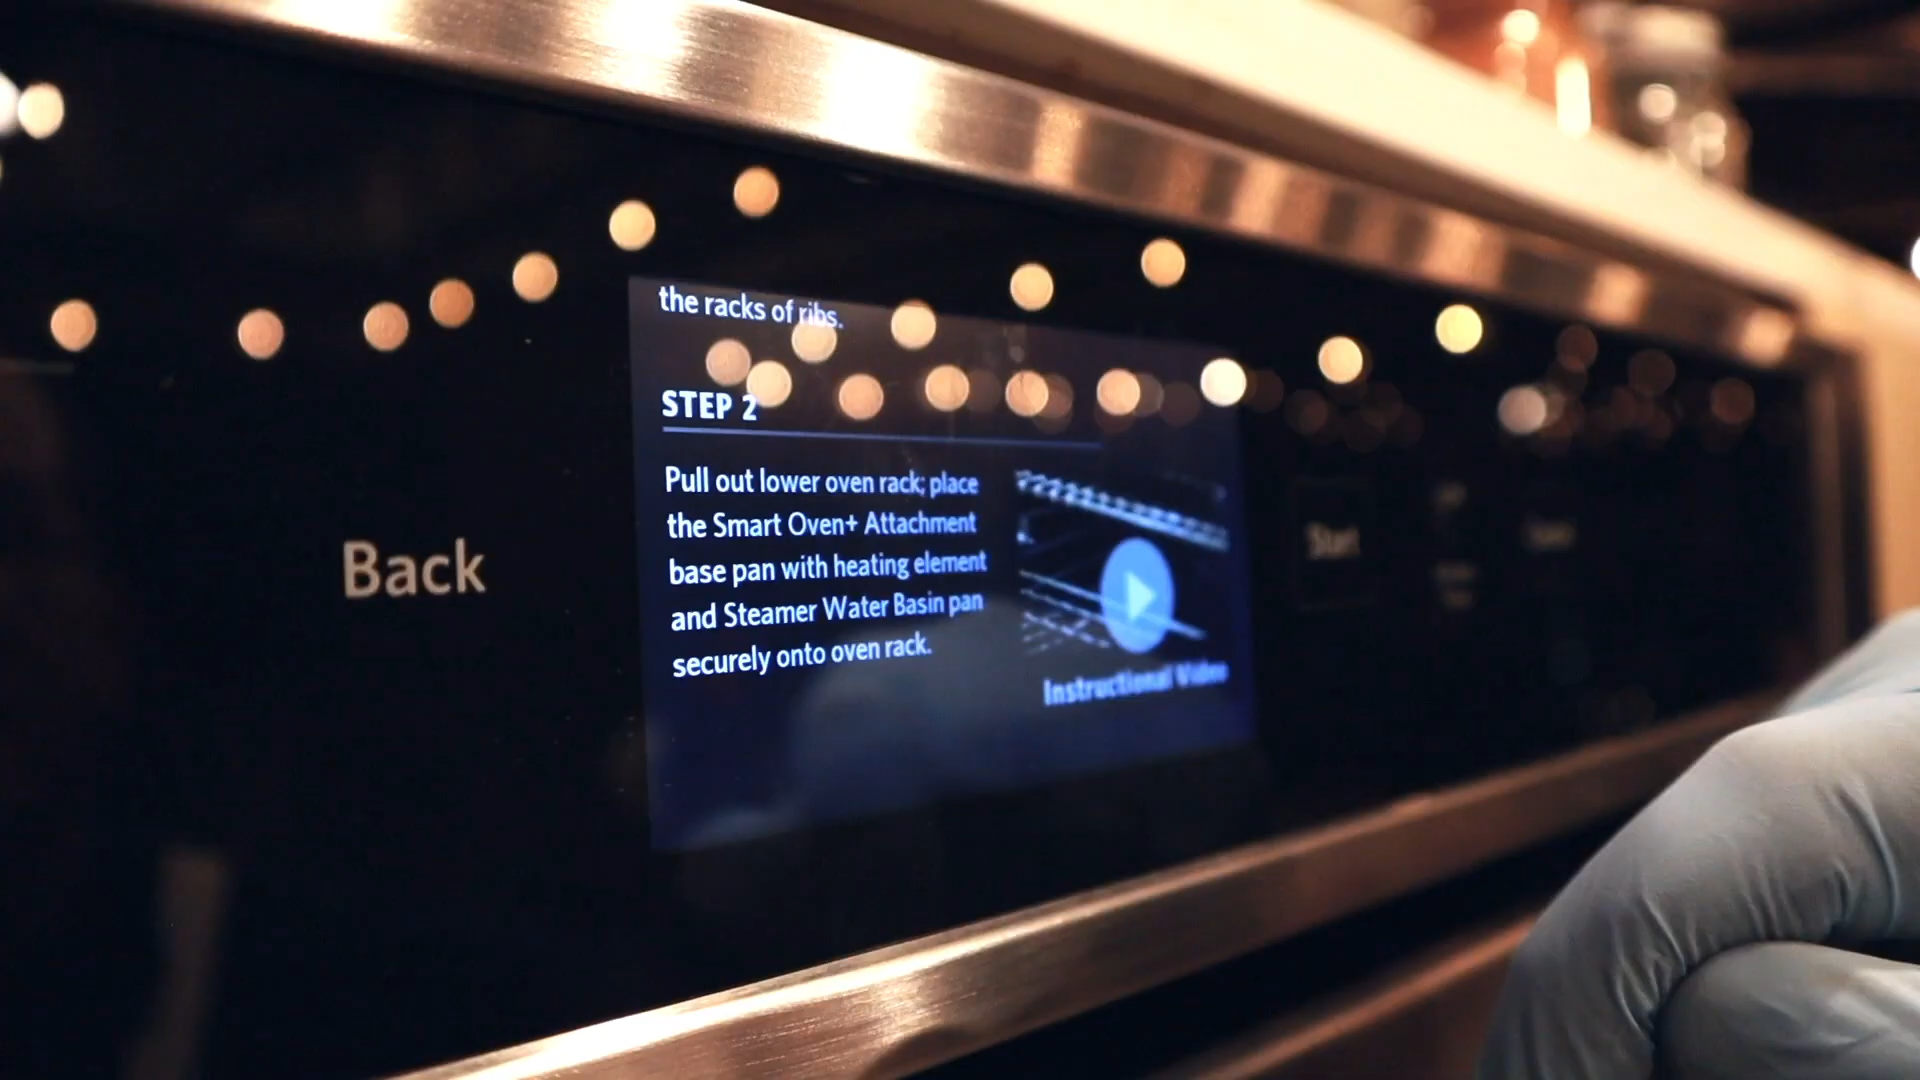 the racks of ribs.
STEP 2
Pull out lower oven rack; place
the Smart Oven+ Attachment
base pan with heating element
and Steamer Water Basin pan
securely onto oven rack.
Instructional Video
Back
Start